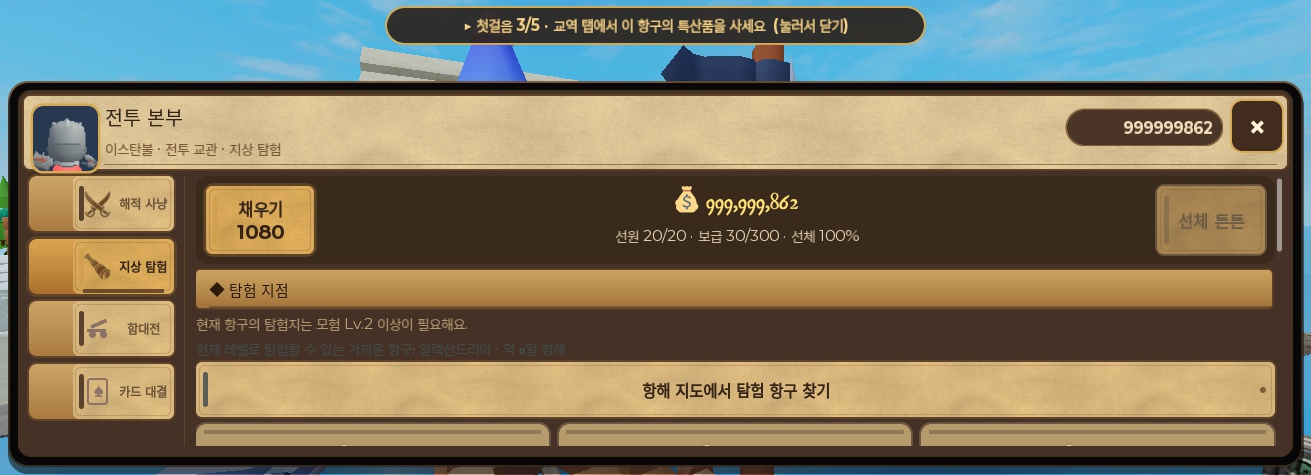 ▸ 첫걸음 3/5 · 교역 탭에서 이 항구의 특산품을 사세요 (눌러서 닫기)
전투 본부
이스탄불 · 전투 교관 · 지상 탐험
999999862
×
해적 사냥
지상 탐험
함대전
카드 대결
채우기
1080
999,999,862
선원 20/20 · 보급 30/300 · 선체 100%
선체 튼튼
◆ 탐험 지점
현재 항구의 탐험지는 모험 Lv.2 이상이 필요해요.
현재 레벨로 탐험할 수 있는 가까운 항구: 알렉산드리아 · 약 일 항해
항해 지도에서 탐험 항구 찾기